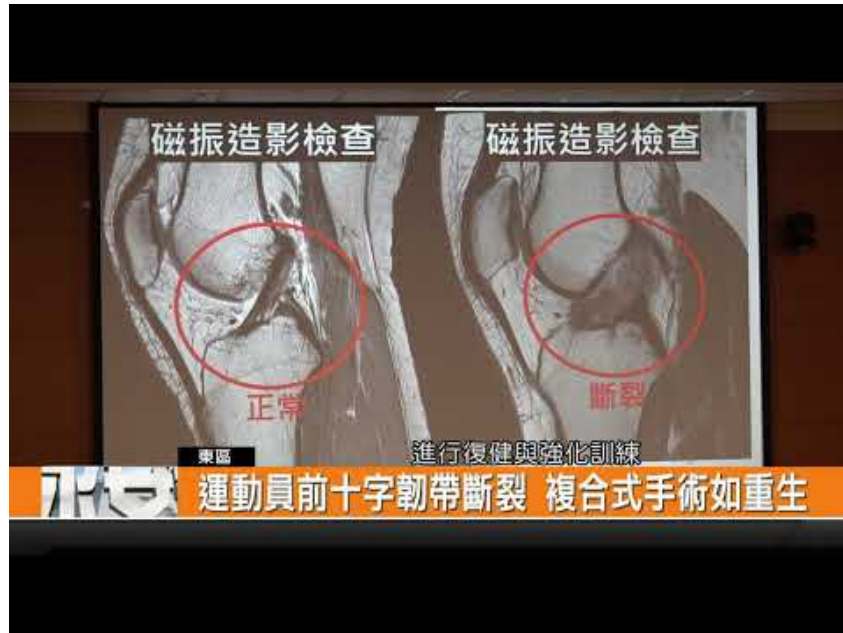 磁振造影檢查
磁振造影檢查
正常
斷裂
東區
進行復健與強化訓練
運動員前十字韌帶斷裂 複合式手術如重生